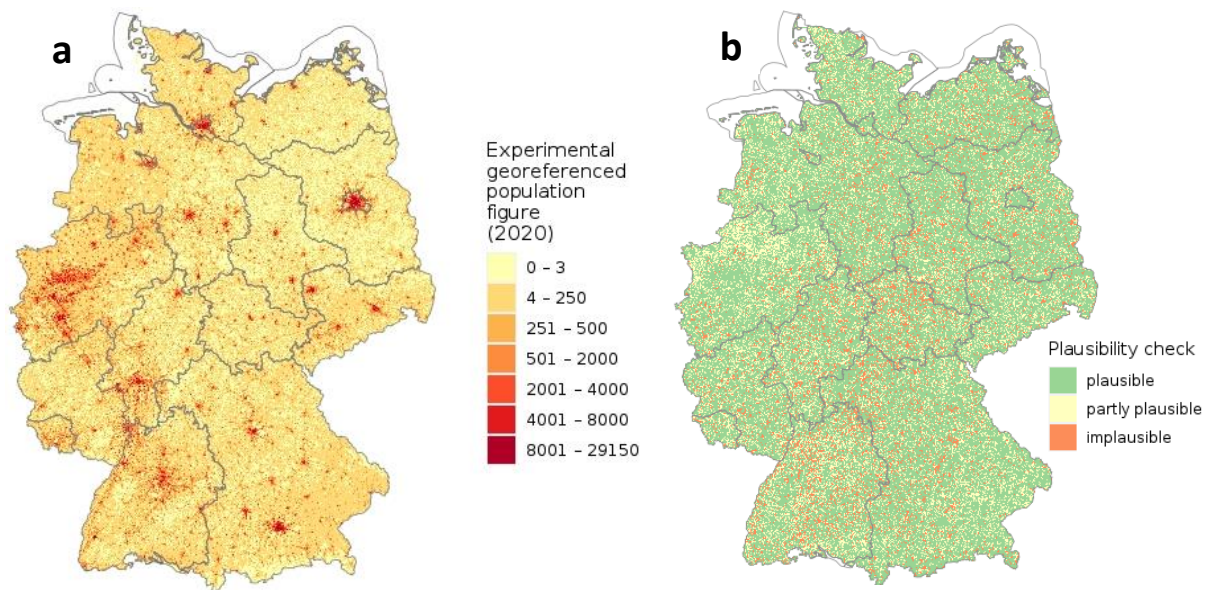 a
b
Experimental
georeferenced
population
figure
(2020)
0 – 3
4 – 250
251 – 500
501 – 2000
2001 – 4000
4001 – 8000
8001 – 29150
Plausibility check
plausible
partly plausible
implausible